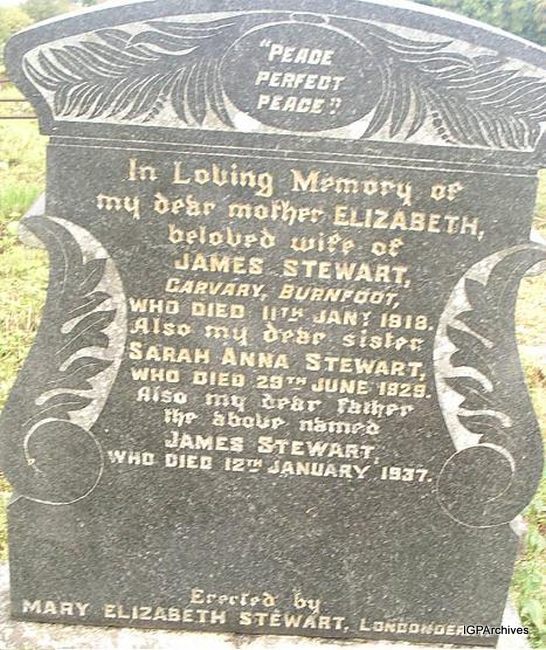 "PEACE
PERFECT
PEACE".
In Loving Memory of
my dear mother ELIZABETH,
beloved wife of
JAMES STEWART,
CARVARY, BURNFOOT,
WHO DIED 11TH JANY. 1918.
Also my dear sister
SARAH ANNA STEWART,
WHO DIED 29TH JUNE 1929.
Also my dear father
the above named
JAMES STEWART,
WHO DIED 12TH JANUARY 1937.
Erected by
MARY ELIZABETH STEWART,
IGPArchives